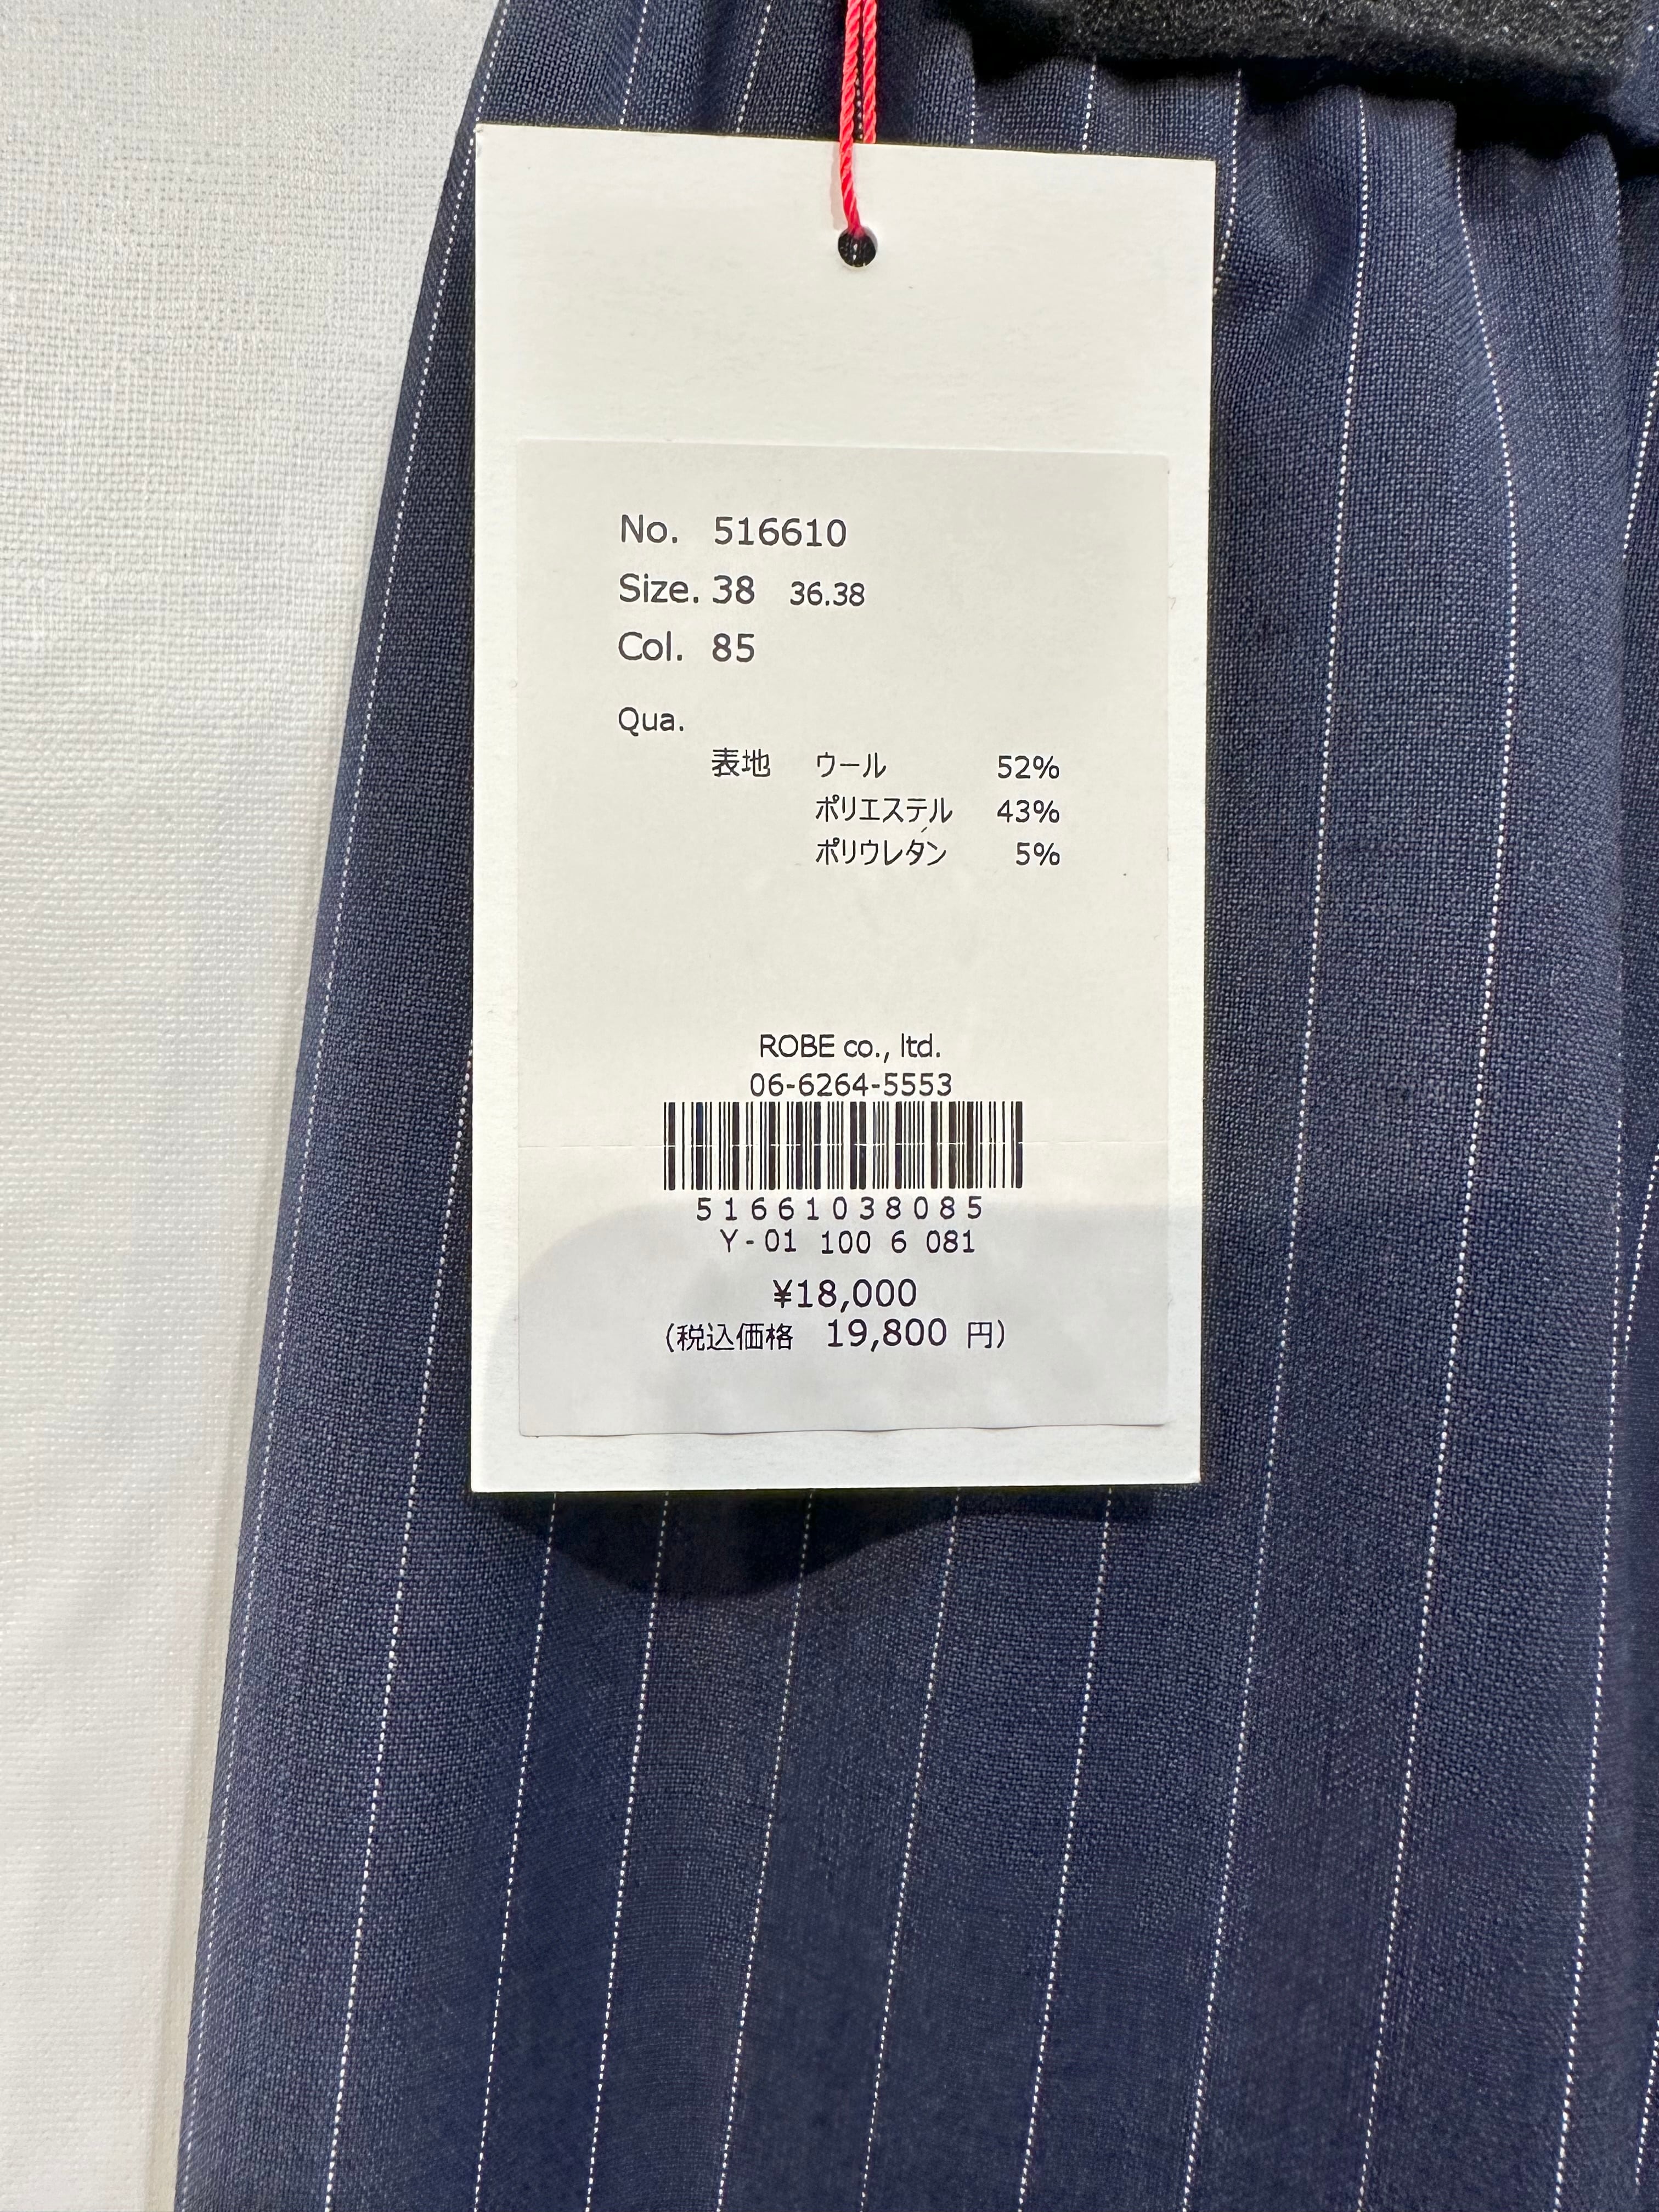 No. 516610
Size. 38 36.38
Col. 85
Qua.
表地 ウール 52%
ポリエステル 43%
ポリウレタン 5%
ROBE co., ltd.
06-6264-5553
51661038085
Y-01 100 6 081
¥18,000
(税込価格 19,800 円)